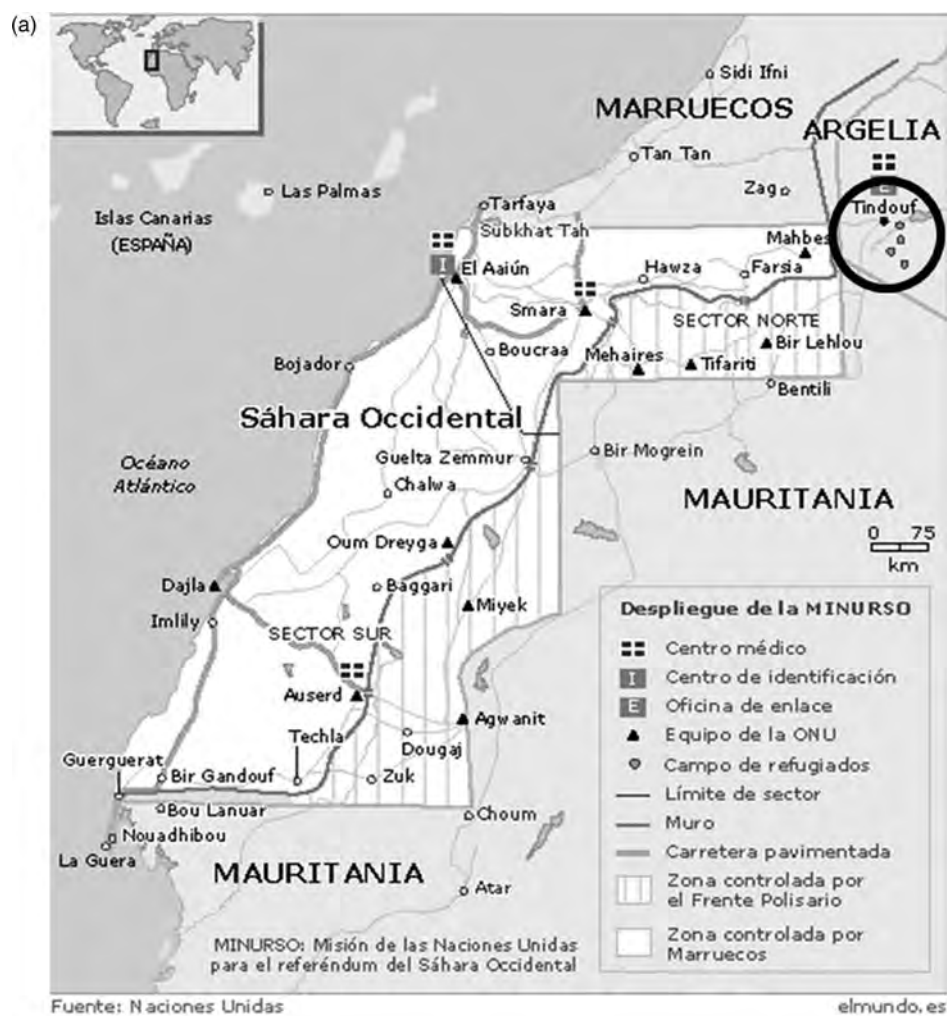 (a)
Sidi Ifni
MARRUECOS
ARGELIA
Tan Tan
Zag
Las Palmas
Islas Canarias
(ESPAÑA)
Tarfaya
Subkhat Tah
E
Tindouf
Mahbes
I
El Aaiún
Hawza
Farsia
Smara
SECTOR NORTE
Bir Lehlou
Boucraa
Mehaires
Tifariti
Bojador
Bentili
Sáhara Occidental
Océano
Atlántico
Guelta Zemmur
Bir Mogrein
Chalwa
MAURITANIA
Oum Dreyga
0 75
km
Dajla
Baggari
Miyek
Imlily
SECTOR SUR
Auserd
Agwanit
Techla
Dougaj
Guerguerat
Bir Gandouf
Zuk
Bou Lanuar
Choum
Nouadhibou
La Guera
MAURITANIA
Atar
Despliegue de la MINURSO
Centro médico
I Centro de identificación
E Oficina de enlace
Equipo de la ONU
Campo de refugiados
Límite de sector
Muro
Carretera pavimentada
Zona controlada por
el Frente Polisario
Zona controlada por
Marruecos
MINURSO: Misión de las Naciones Unidas
para el referéndum del Sáhara Occidental
Fuente: Naciones Unidas
elmundo.es